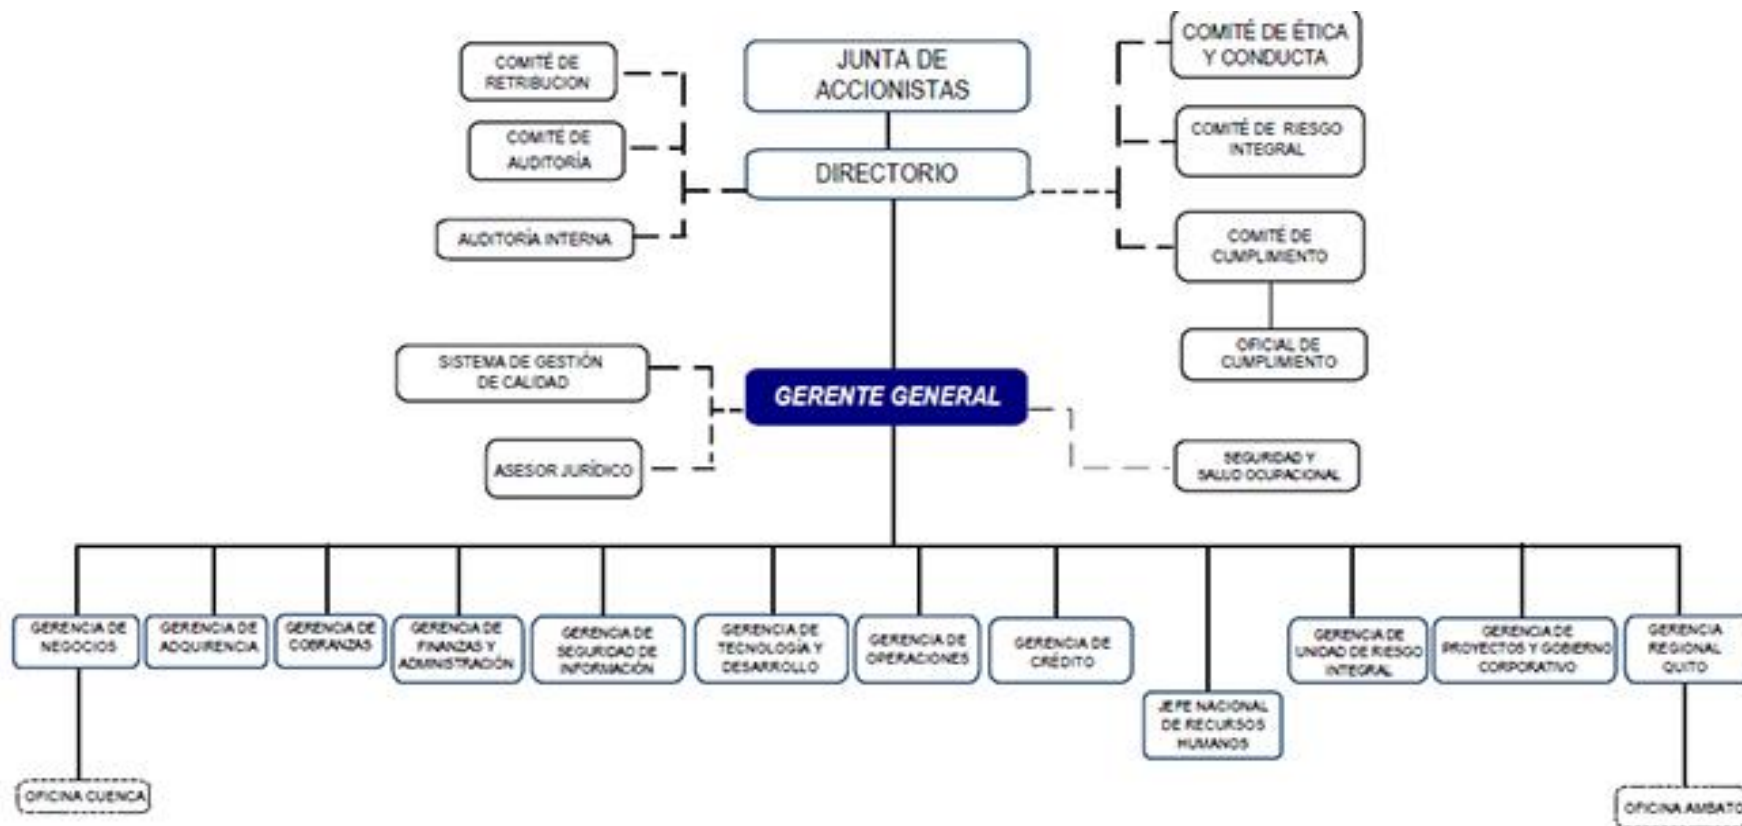 COMITÉ DE
RETRIBUCION
JUNTA DE
ACCIONISTAS
COMITÉ DE ÉTICA
Y CONDUCTA
COMITÉ DE
AUDITORÍA
COMITÉ DE RIESGO
INTEGRAL
DIRECTORIO
AUDITORÍA INTERNA
COMITÉ DE
CUMPLIMIENTO
SISTEMA DE GESTIÓN
DE CALIDAD
OFICIAL DE
CUMPLIMIENTO
GERENTE GENERAL
ASESOR JURÍDICO
SEGURIDAD Y
SALUD OCUPACIONAL
GERENCIA DE
NEGOCIOS
GERENCIA DE
ADQUIRENCIA
GERENCIA DE
COBRANZAS
GERENCIA DE
FINANZAS Y
ADMINISTRACIÓN
GERENCIA DE
SEGURIDAD DE
INFORMACIÓN
GERENCIA DE
TECNOLOGÍA Y
DESARROLLO
GERENCIA DE
OPERACIONES
GERENCIA DE
CRÉDITO
JEFE NACIONAL
DE RECURSOS
HUMANOS
GERENCIA DE
UNIDAD DE RIESGO
INTEGRAL
GERENCIA DE
PROYECTOS Y GOBIERNO
CORPORATIVO
GERENCIA
REGIONAL
QUITO
OFICINA CUENCA
OFICINA AMBATO